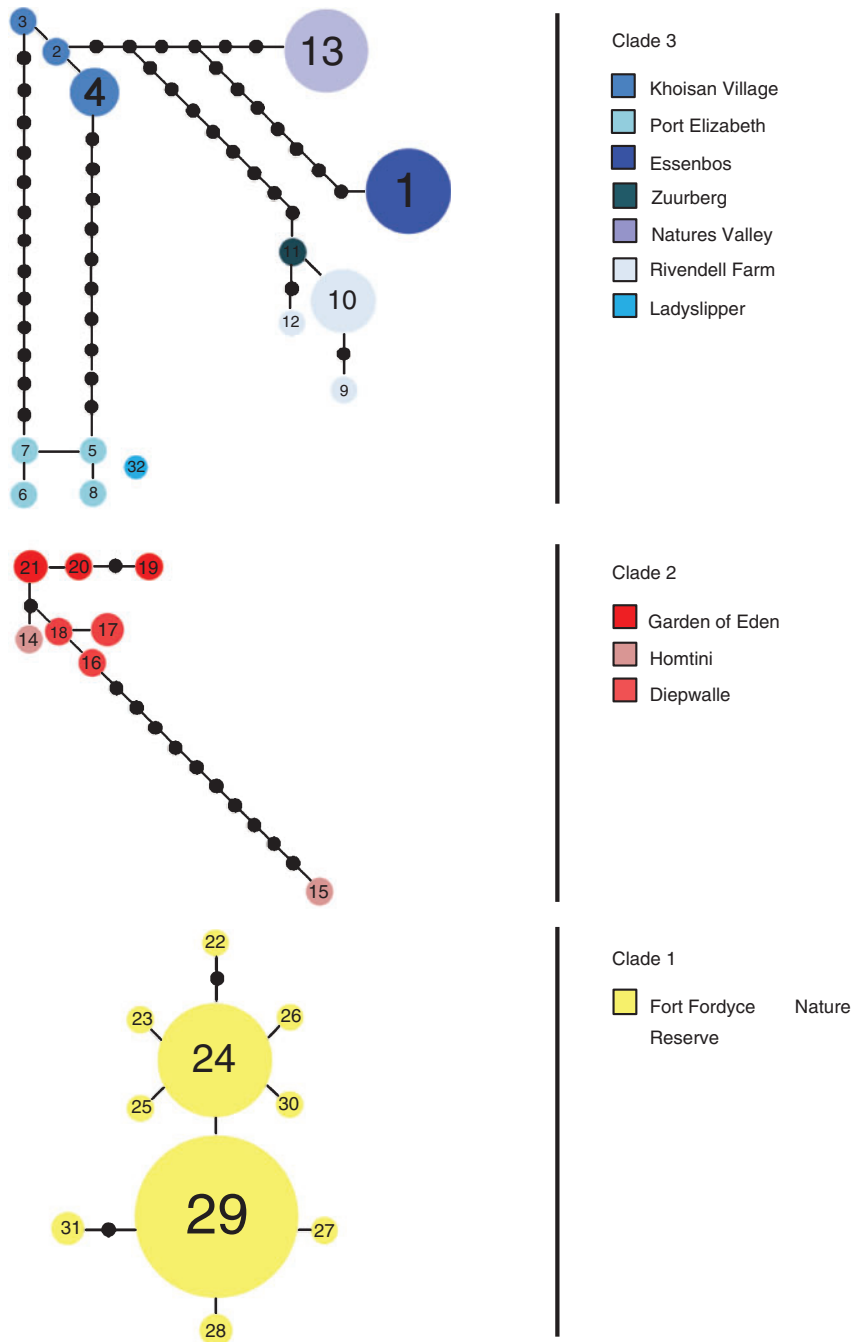 3
2
13
4
1
11
10
12
9
7
5
32
6
8
Clade 3
Khoisan Village
Port Elizabeth
Essenbos
Zuurberg
Natures Valley
Rivendell Farm
Ladyslipper
21
20
19
14
18
17
16
15
Clade 2
Garden of Eden
Homtini
Diepwalle
22
23
26
24
25
30
29
31
27
28
Clade 1
Fort Fordyce Nature
Reserve